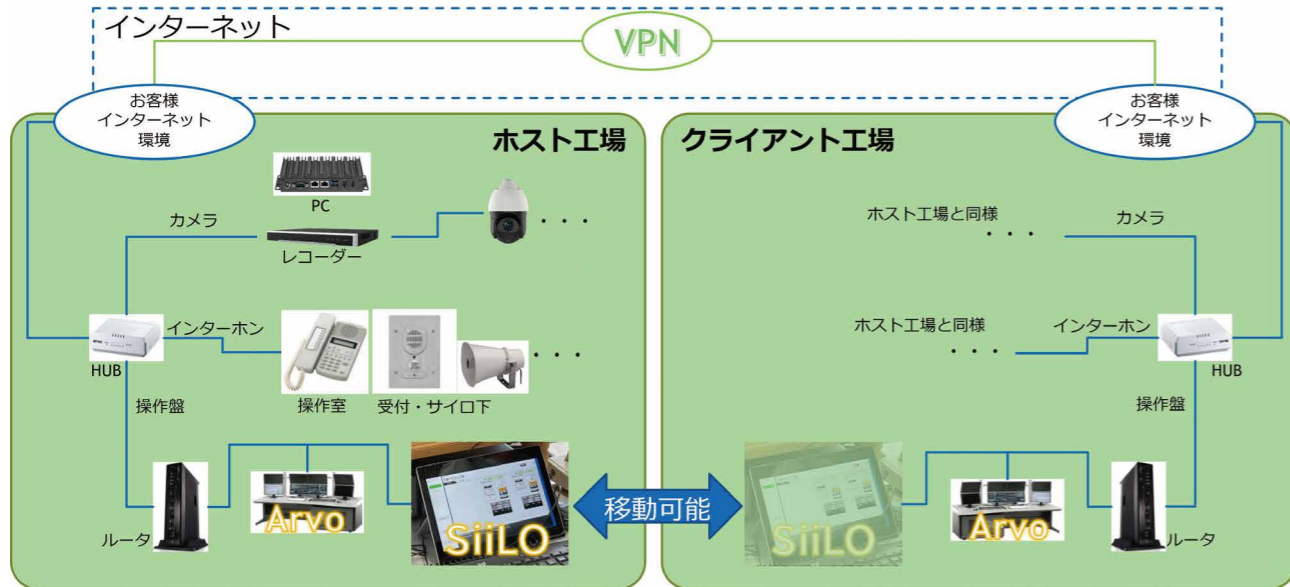 インターネット
VPN
お客様
インターネット
環境
お客様
インターネット
環境
ホスト工場
PC
カメラ
レコーダー
・・・
HUB
インターホン
操作室
受付・サイロ下
・・・
操作盤
ルータ
Arvo
SiiLO
移動可能
クライアント工場
ホスト工場と同様
・・・
カメラ
ホスト工場と同様
・・・
インターホン
HUB
操作盤
SiiLO
Arvo
ルータ